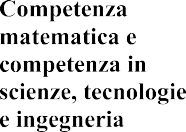 Competenza
matematica e
competenza in
scienze, tecnologie
e ingegneria